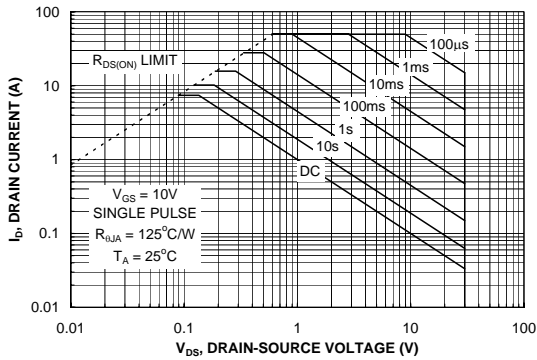 100
10
1
0.1
0.01
I_D, DRAIN CURRENT (A)
R_DS(ON) LIMIT
100μs
1ms
10ms
100ms
1s
10s
DC
V_GS = 10V
SINGLE PULSE
R_θJA = 125°C/W
T_A = 25°C
0.01
0.1
1
10
100
V_DS, DRAIN-SOURCE VOLTAGE (V)